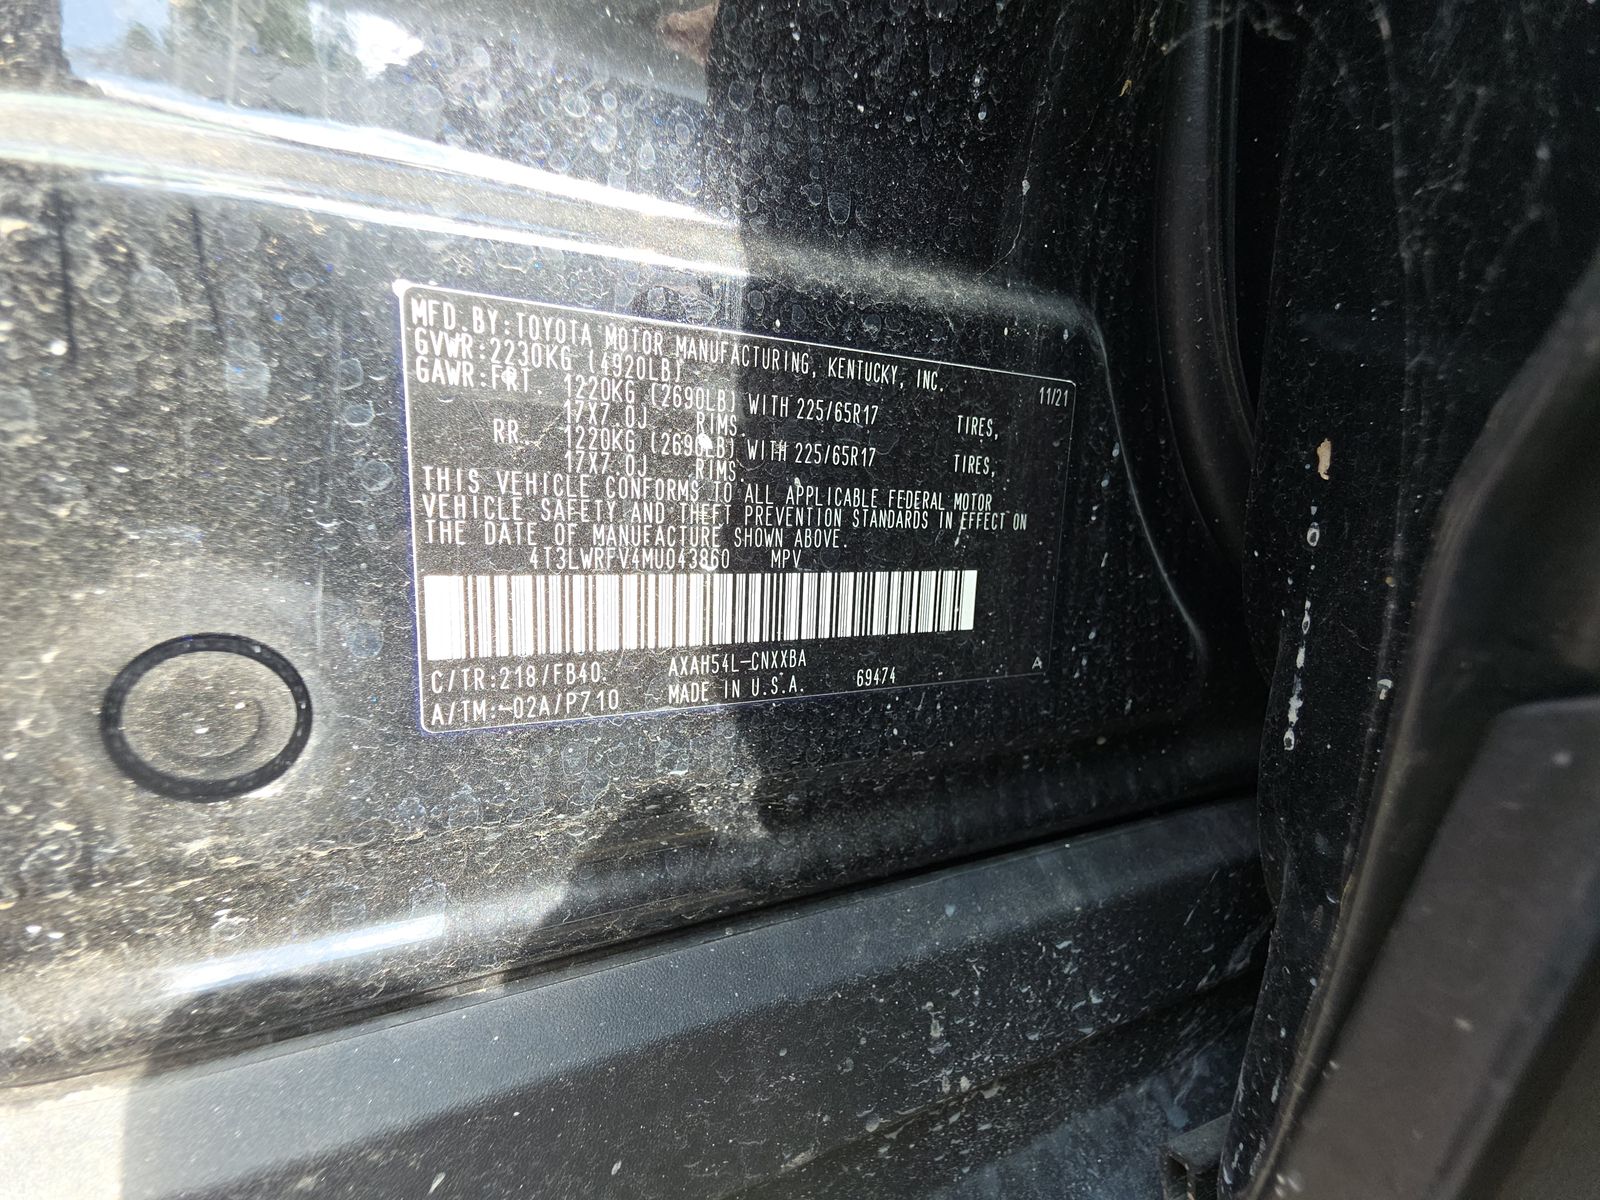 MFD. BY: TOYOTA MOTOR MANUFACTURING, KENTUCKY, INC.
GVWR: 2230KG (4920LB) 11/21
GAWR: FRT. 1220KG (2690LB) WITH 225/65R17 TIRES,
17X7.0J RIMS.
RR. 1220KG (2690LB) WITH 225/65R17 TIRES,
17X7.0J RIMS.
THIS VEHICLE CONFORMS TO ALL APPLICABLE FEDERAL MOTOR
VEHICLE SAFETY AND THEFT PREVENTION STANDARDS IN EFFECT ON
THE DATE OF MANUFACTURE SHOWN ABOVE.
4T3LWRFV4MU043860 MPV
C/TR: 218/FB40. AXAH54L-CNXXBA
A/TM: -02A/P710 MADE IN U.S.A. 69474 A